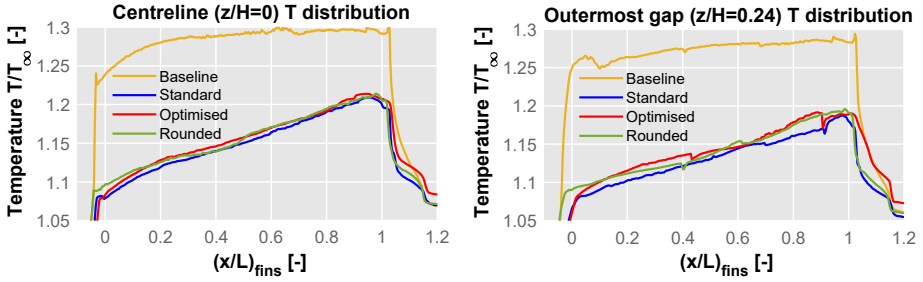 Centreline (z/H=0) T distribution
Temperature T/T∞ [-]
1.3
1.25
1.2
1.15
1.1
1.05
Baseline
Standard
Optimised
Rounded
0 0.2 0.4 0.6 0.8 1 1.2
(x/L)fins [-]
Outermost gap (z/H=0.24) T distribution
Temperature T/T∞ [-]
1.3
1.25
1.2
1.15
1.1
1.05
Baseline
Standard
Optimised
Rounded
0 0.2 0.4 0.6 0.8 1 1.2
(x/L)fins [-]